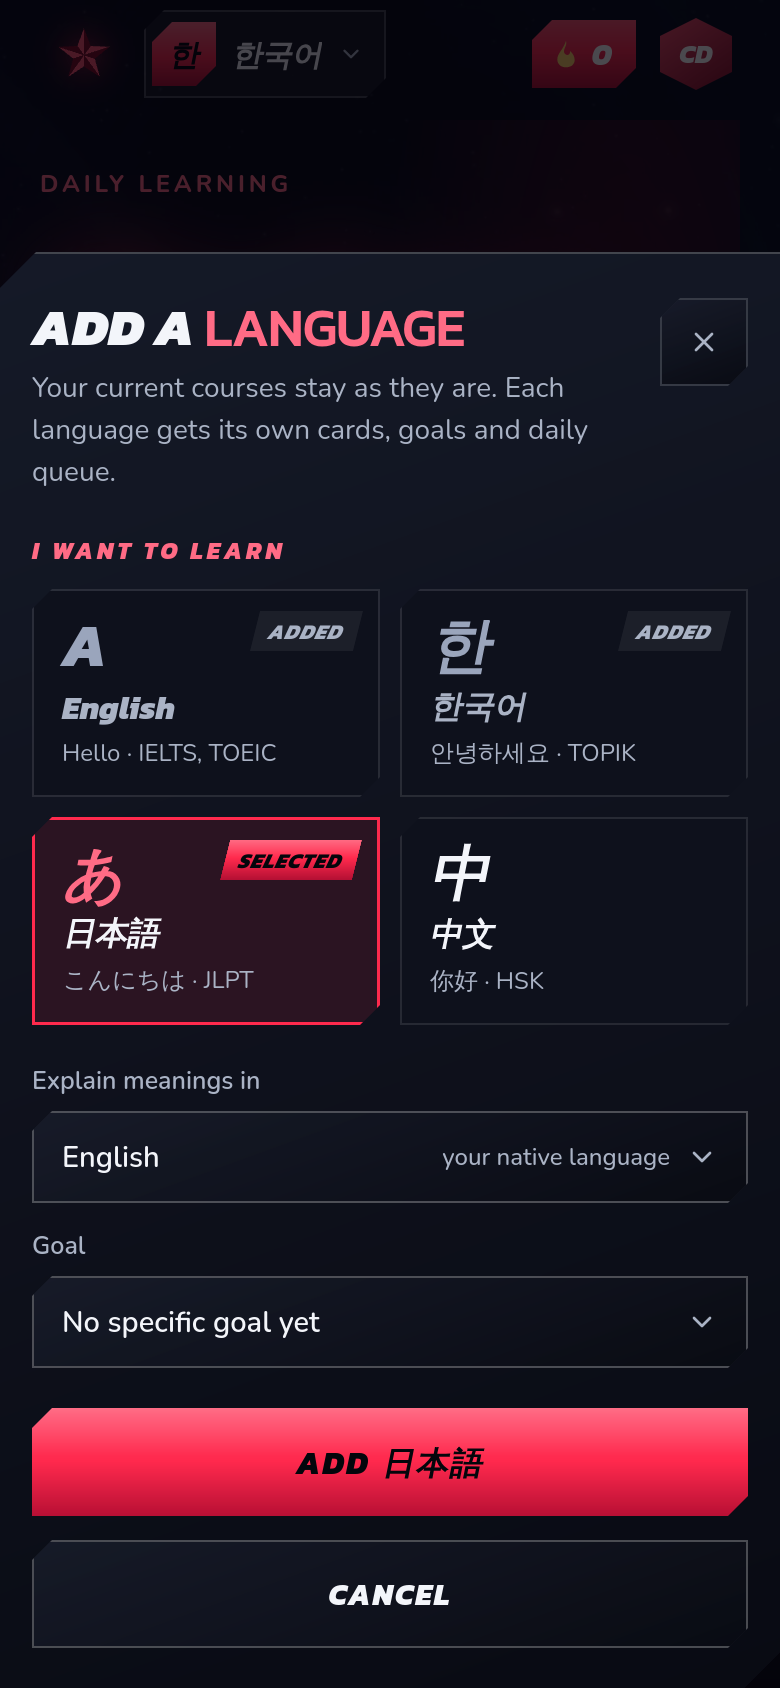 한 한국어 0 CD
DAILY LEARNING
ADD A LANGUAGE
Your current courses stay as they are. Each
language gets its own cards, goals and daily
queue.
I WANT TO LEARN
A ADDED
English
Hello · IELTS, TOEIC
한 ADDED
한국어
안녕하세요 · TOPIK
あ SELECTED
日本語
こんにちは · JLPT
中
中文
你好 · HSK
Explain meanings in
English your native language
Goal
No specific goal yet
ADD 日本語
CANCEL